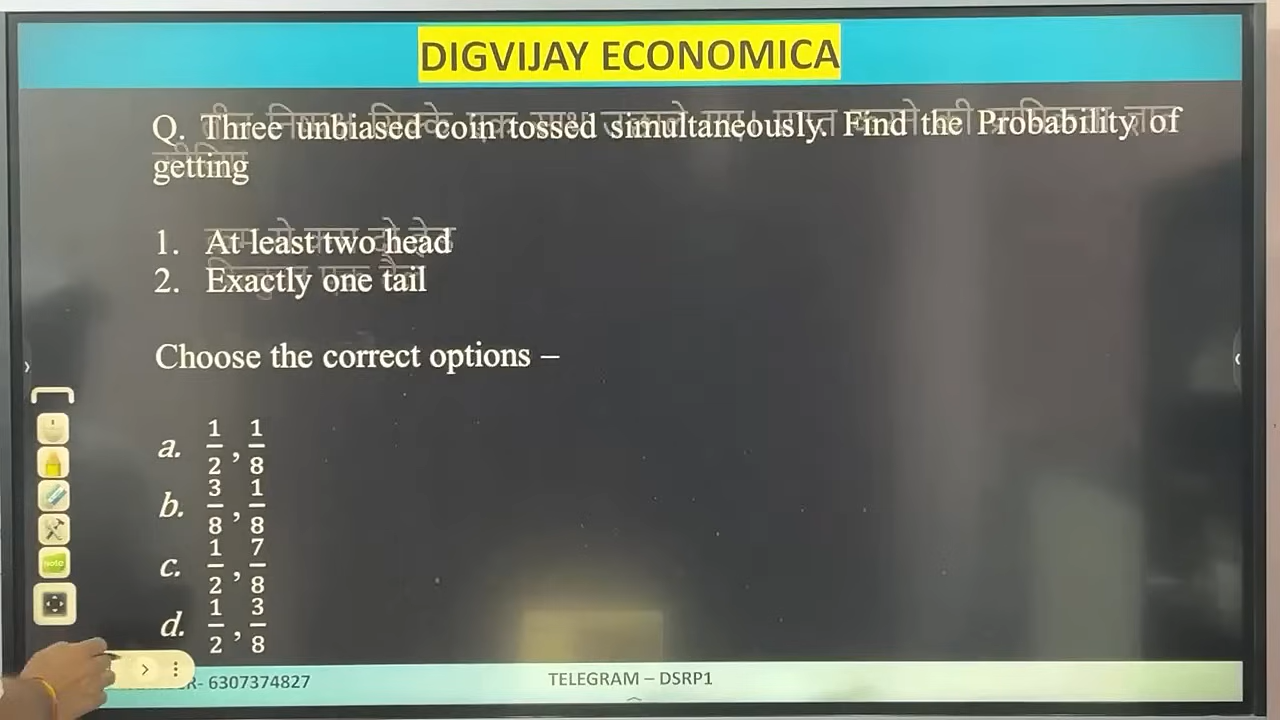 DIGVIJAY ECONOMICA
Q. Three unbiased coin tossed simultaneously. Find the Probability of
getting
1. At least two head
2. Exactly one tail
Choose the correct options –
a. 1/2 , 1/8
b. 3/8 , 1/8
c. 1/2 , 7/8
d. 1/2 , 3/8
R- 6307374827
TELEGRAM – DSRP1